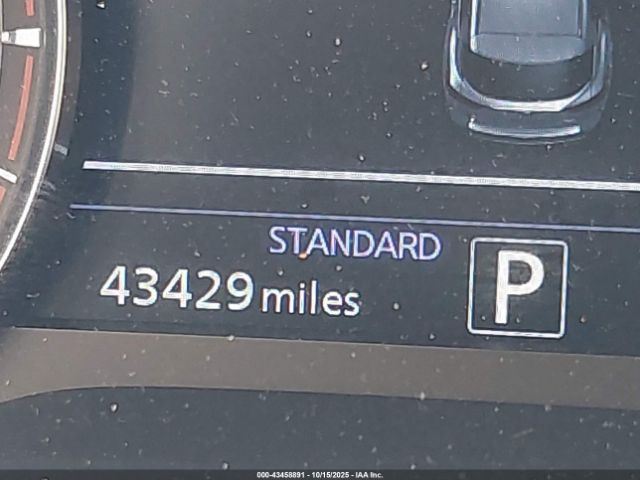 STANDARD
43429 miles
P
000-43458891 - 10/15/2025 - IAA Inc.